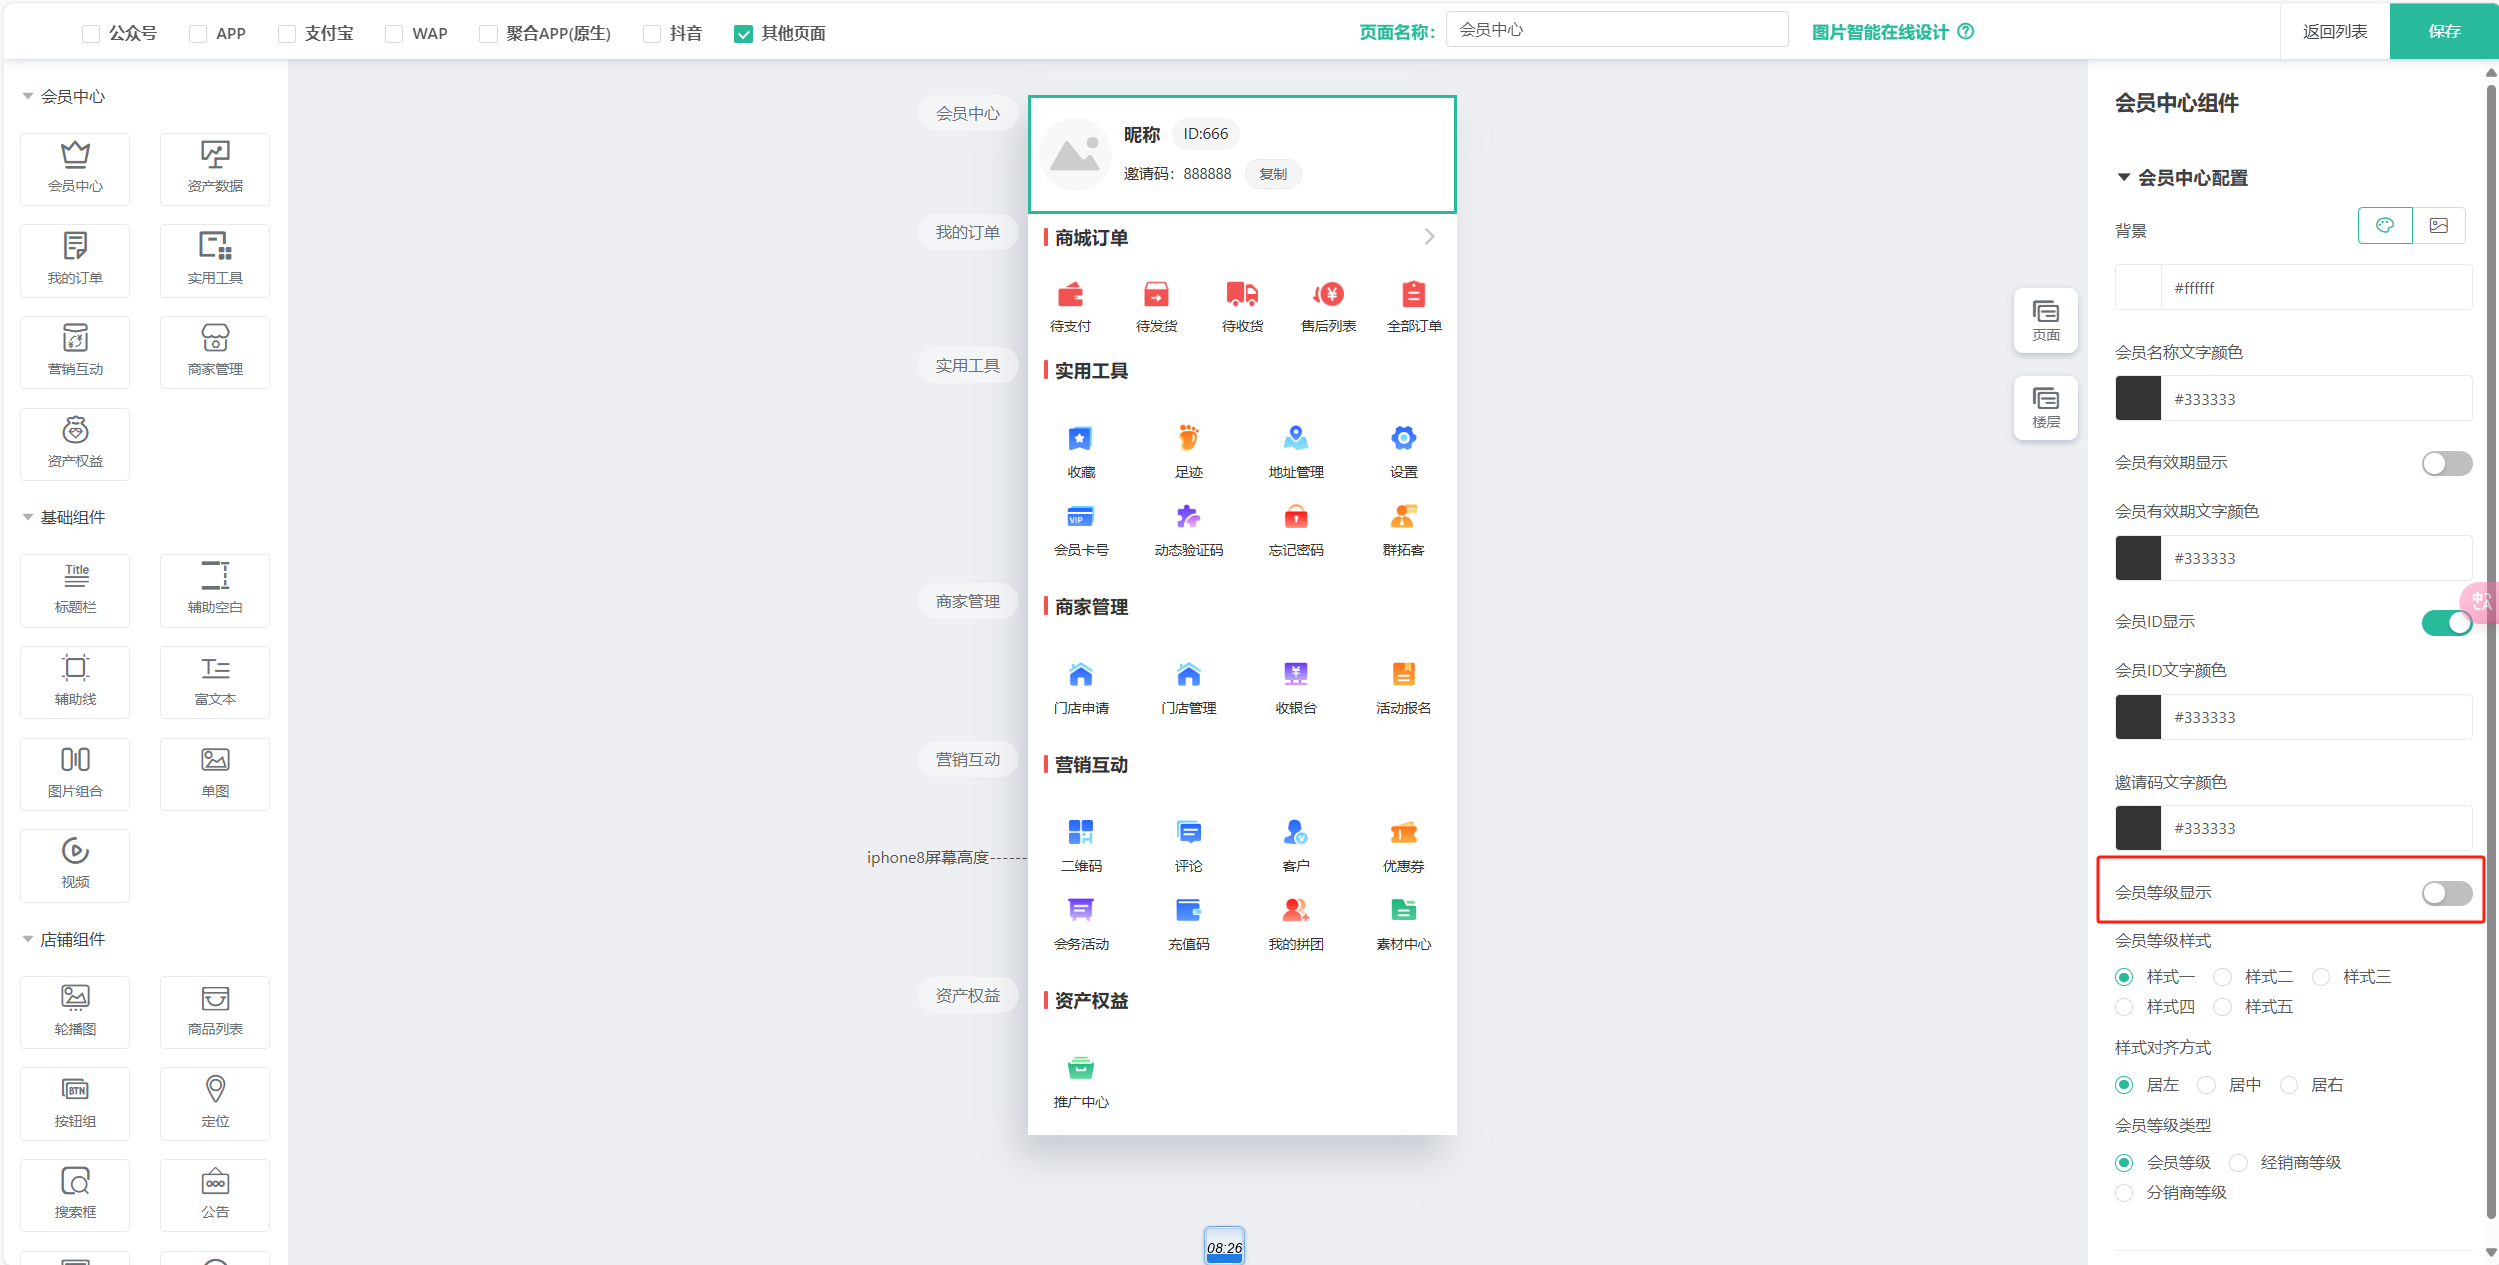 公众号 APP 支付宝 WAP 聚合APP(原生) 抖音 其他页面
页面名称： 会员中心 图片智能在线设计 返回列表 保存
会员中心
会员中心 资产数据
我的订单 实用工具
营销互动 商家管理
资产权益
基础组件
Title
标题栏 辅助空白
辅助线 富文本
图片组合 单图
视频
店铺组件
轮播图 商品列表
BTN
按钮组 定位
搜索框 公告
会员中心
我的订单
实用工具
商家管理
营销互动
iphone8屏幕高度------
资产权益
昵称 ID:666
邀请码：888888 复制
商城订单
待支付 待发货 待收货 售后列表 全部订单
实用工具
收藏 足迹 地址管理 设置
VIP
会员卡号 动态验证码 忘记密码 群拓客
商家管理
门店申请 门店管理 收银台 活动报名
营销互动
二维码 评论 客户 优惠券
会务活动 充值码 我的拼团 素材中心
资产权益
推广中心
08:26
页面
楼层
会员中心组件
会员中心配置
背景
#ffffff
会员名称文字颜色
#333333
会员有效期显示
会员有效期文字颜色
#333333
中 A
会员ID显示
会员ID文字颜色
#333333
邀请码文字颜色
#333333
会员等级显示
会员等级样式
样式一 样式二 样式三
样式四 样式五
样式对齐方式
居左 居中 居右
会员等级类型
会员等级 经销商等级
分销商等级